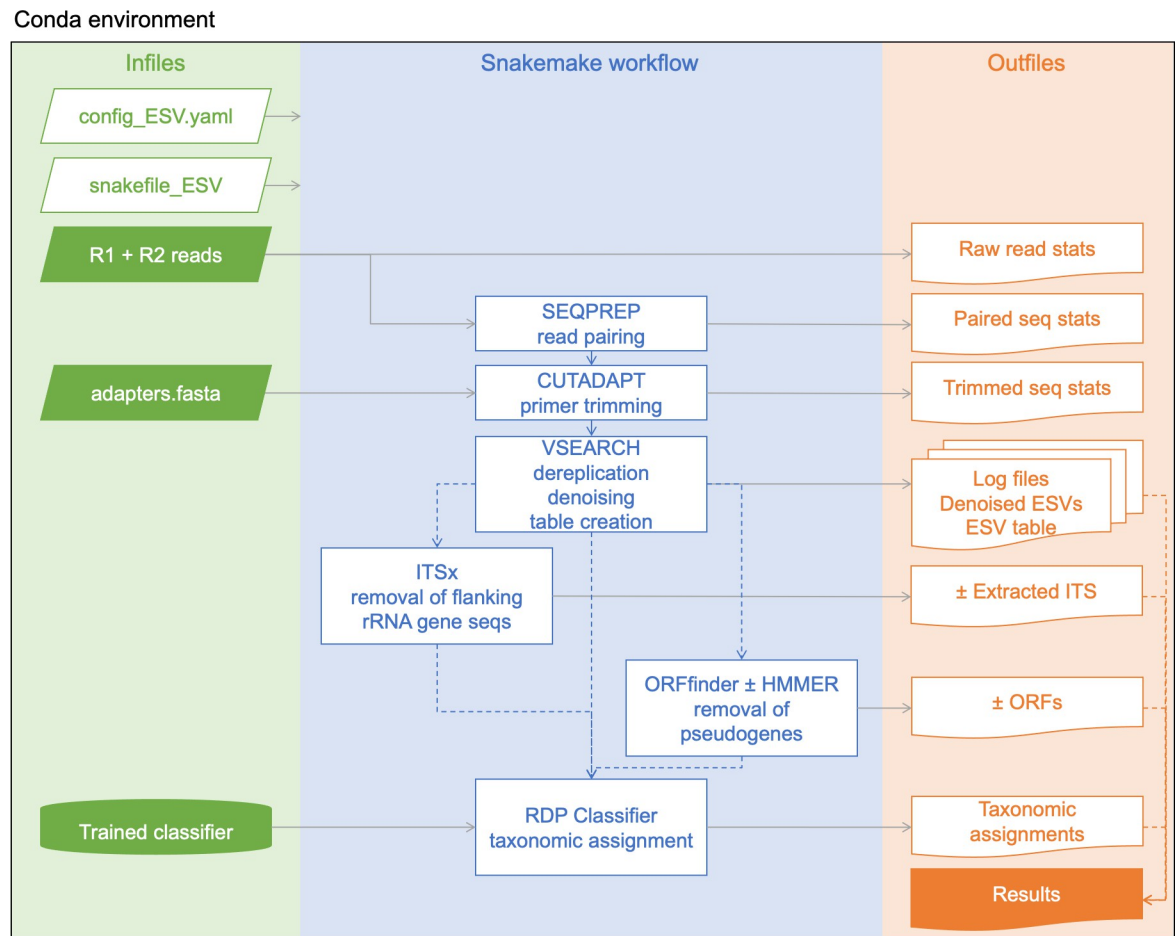 Conda environment
Infiles
Snakemake workflow
Outfiles
config_ESV.yaml
snakefile_ESV
R1 + R2 reads
Raw read stats
SEQPREP
read pairing
Paired seq stats
adapters.fasta
CUTADAPT
primer trimming
Trimmed seq stats
VSEARCH
dereplication
denoising
table creation
Log files
Denoised ESVs
ESV table
ITSx
removal of flanking
rRNA gene seqs
± Extracted ITS
ORFfinder ± HMMER
removal of
pseudogenes
± ORFs
Trained classifier
RDP Classifier
taxonomic assignment
Taxonomic
assignments
Results